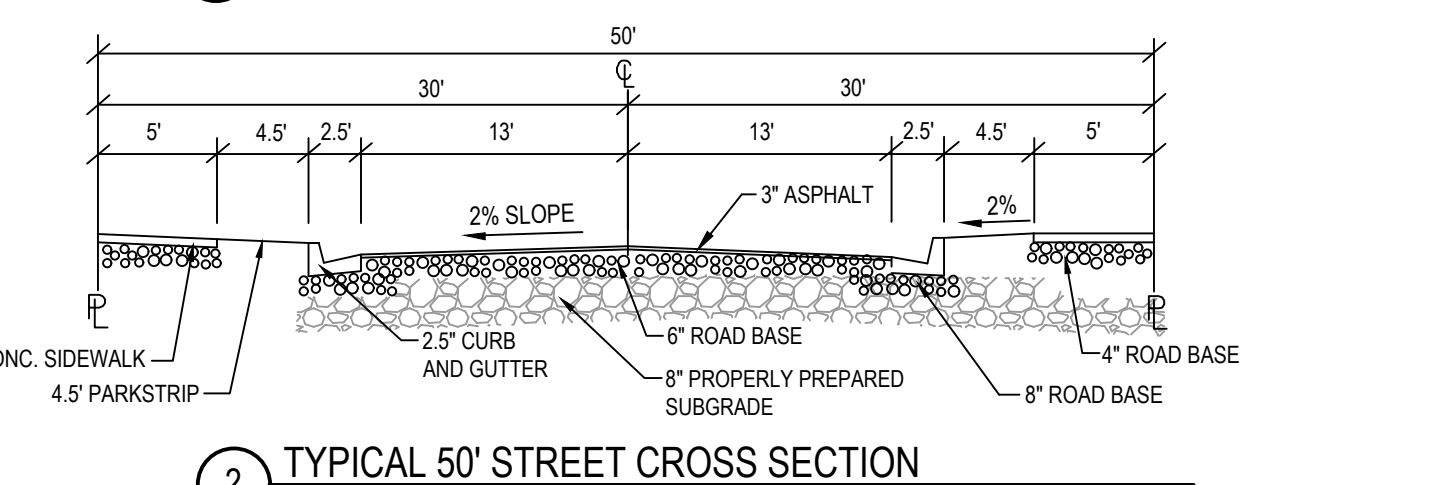 50'
CL
30' 30'
5' 4.5' 2.5' 13' 13' 2.5' 4.5' 5'
3" ASPHALT
2% SLOPE
2%
PL
PL
2.5" CURB
AND GUTTER
6" ROAD BASE
4" ROAD BASE
ONC. SIDEWALK
4.5' PARKSTRIP
8" PROPERLY PREPARED
SUBGRADE
8" ROAD BASE
2
TYPICAL 50' STREET CROSS SECTION